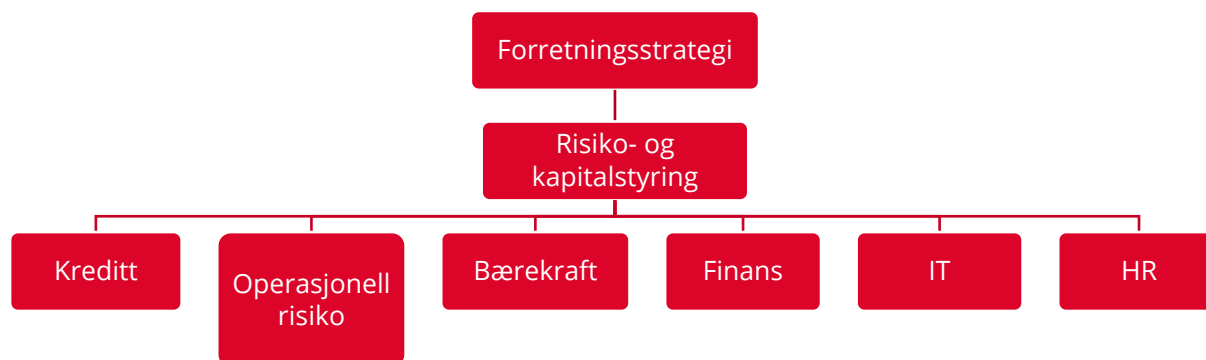 Forretningsstrategi
Risiko- og
kapitalstyring
Kreditt
Operasjonell
risiko
Bærekraft
Finans
IT
HR